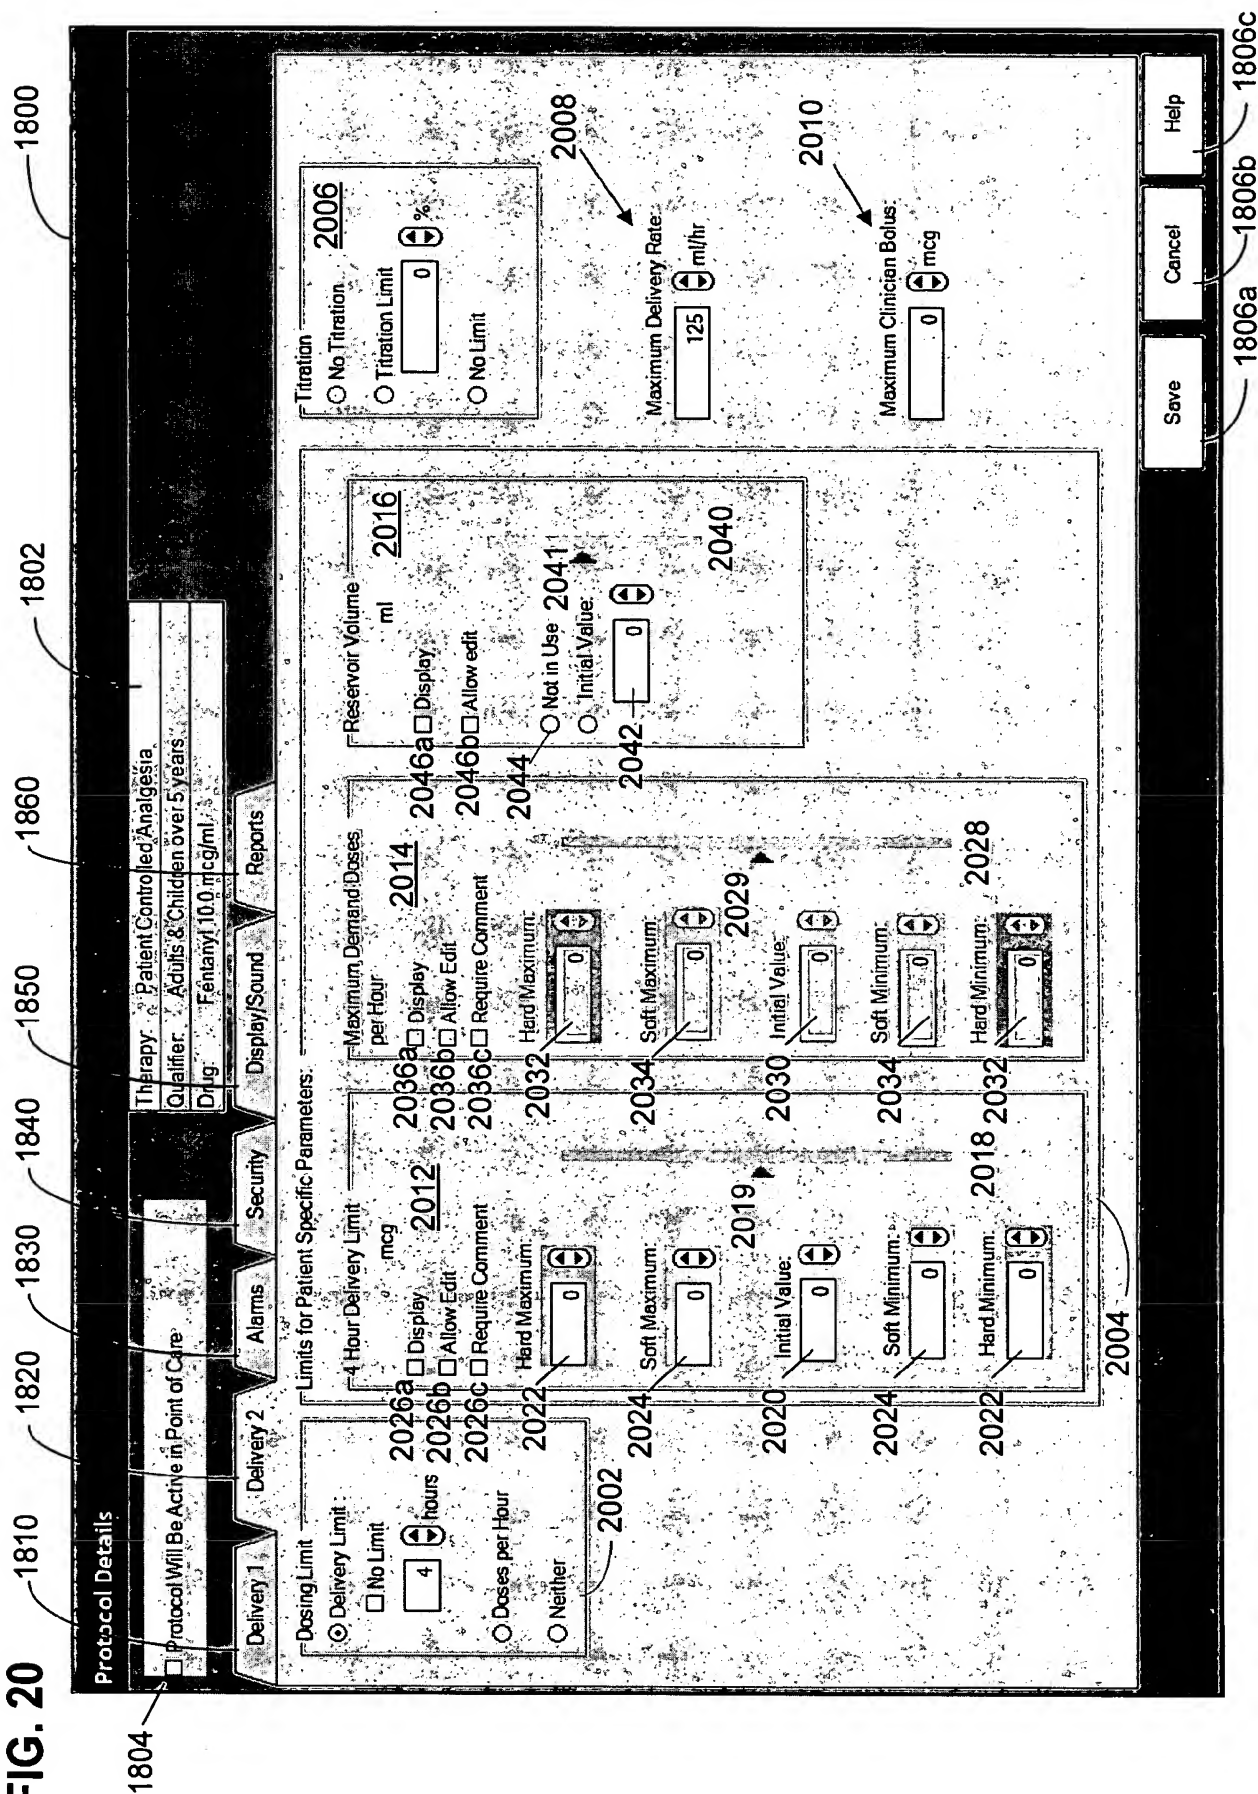 FIG. 20
1800
1802
1804
1810
1820
1830
1840
1850
1860
Protocol Details
Protocol Will Be Active in Point of Care
Therapy: Patient Controlled Analgesia
Qualifier: Adults & Children over 5 years
Drug: Fentanyl 10.0 mcg/ml
Delivery 1
Delivery 2
Alarms
Security
Display/Sound
Reports
Dosing Limit
Delivery Limit
No Limit
4 hours
Doses per Hour
Neither
2002
Limits for Patient Specific Parameters:
4 Hour Delivery Limit
mcg
2012
2026a Display
2026b Allow Edit
2026c Require Comment
Hard Maximum:
0
2022
Soft Maximum:
0
2024
2019
Initial Value:
0
2020
Soft Minimum:
0
2024
2018
Hard Minimum:
0
2022
2004
Maximum Demand Doses
per Hour
2014
2036a Display
2036b Allow Edit
2036c Require Comment
Hard Maximum:
0
2032
Soft Maximum:
0
2034
2029
Initial Value:
0
2030
Soft Minimum:
0
2034
2028
Hard Minimum:
0
2032
Reservoir Volume
ml
2016
2046a Display
2046b Allow edit
2044
Not in Use
2041
Initial Value:
0
2042
2040
Titration
No Titration
2006
Titration Limit
0 %
No Limit
2008
Maximum Delivery Rate:
125 ml/hr
2010
Maximum Clinician Bolus:
0 mcg
Save
Cancel
Help
1806a
1806b
1806c